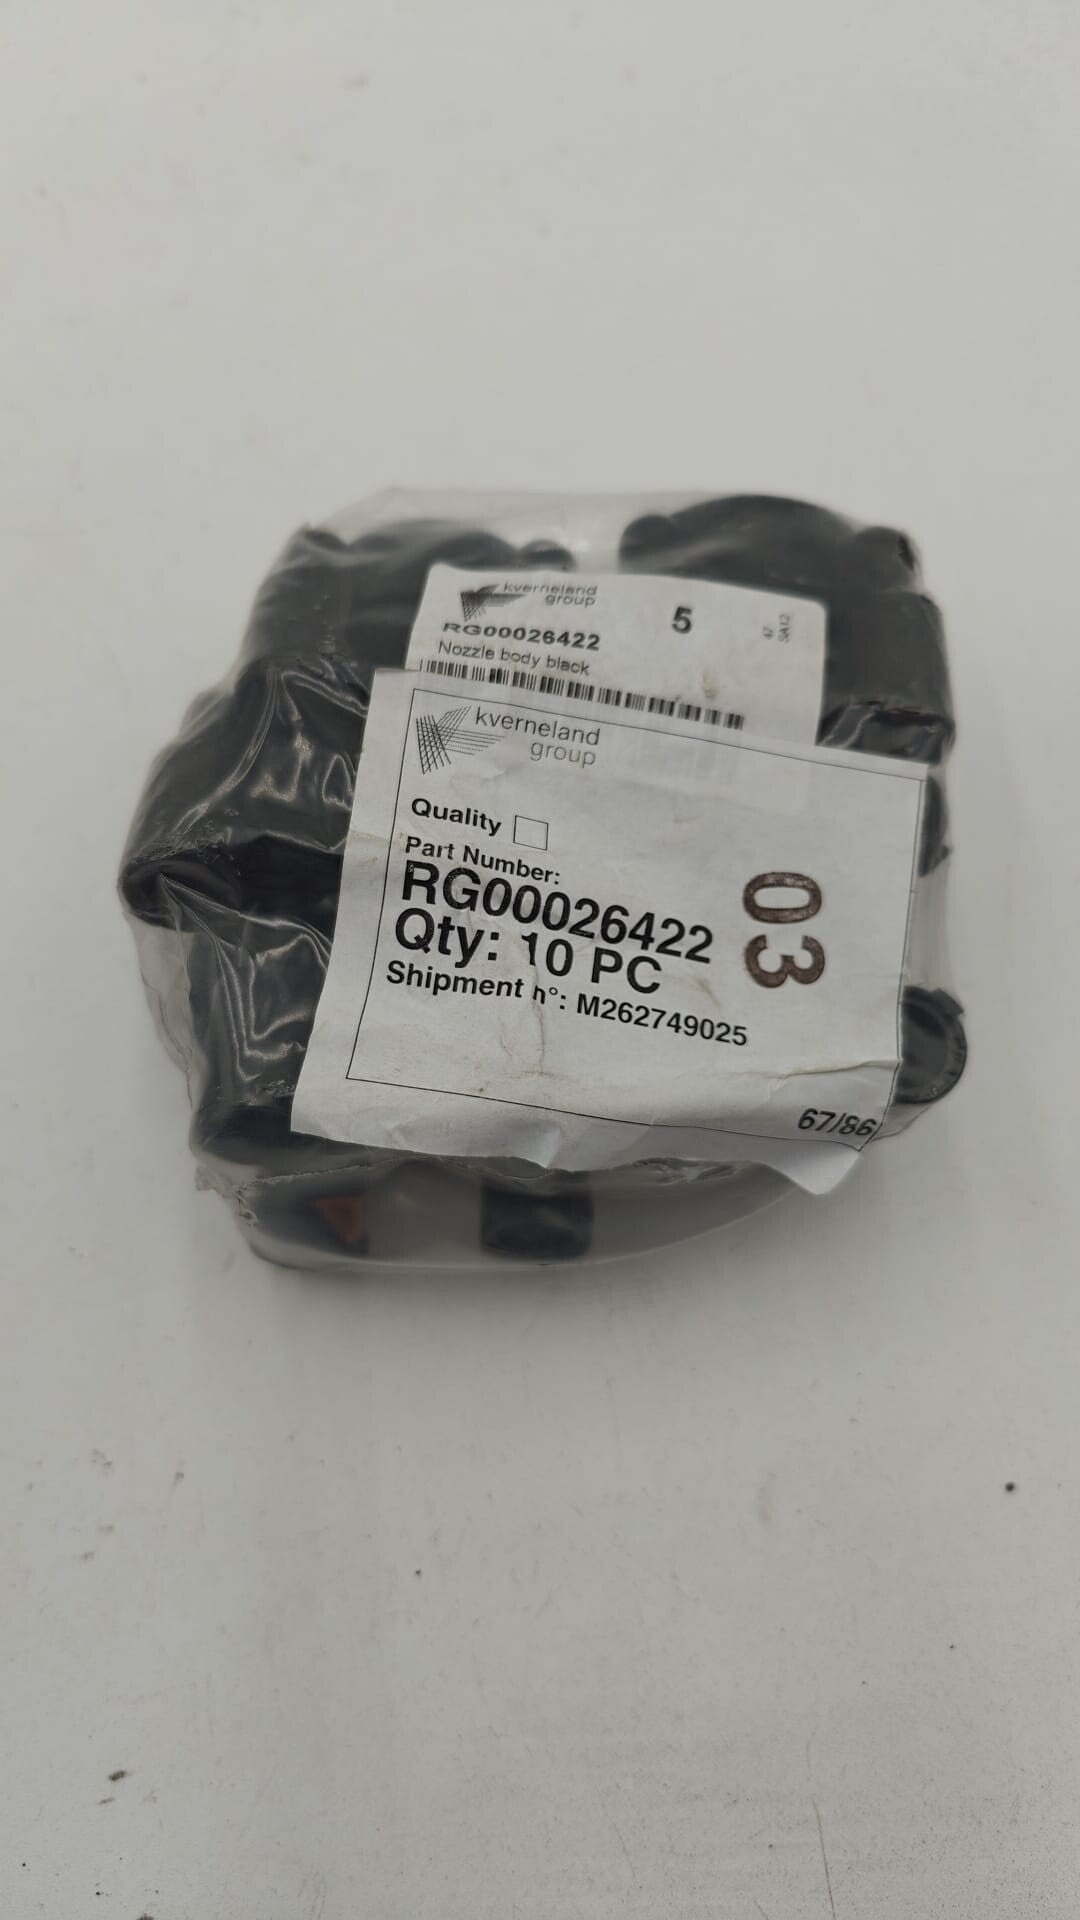 kverneland
group
5
RG00026422
Nozzle body black
kverneland
group
Quality
Part Number:
RG00026422
Qty: 10 PC
Shipment n°: M262749025
03
67/86